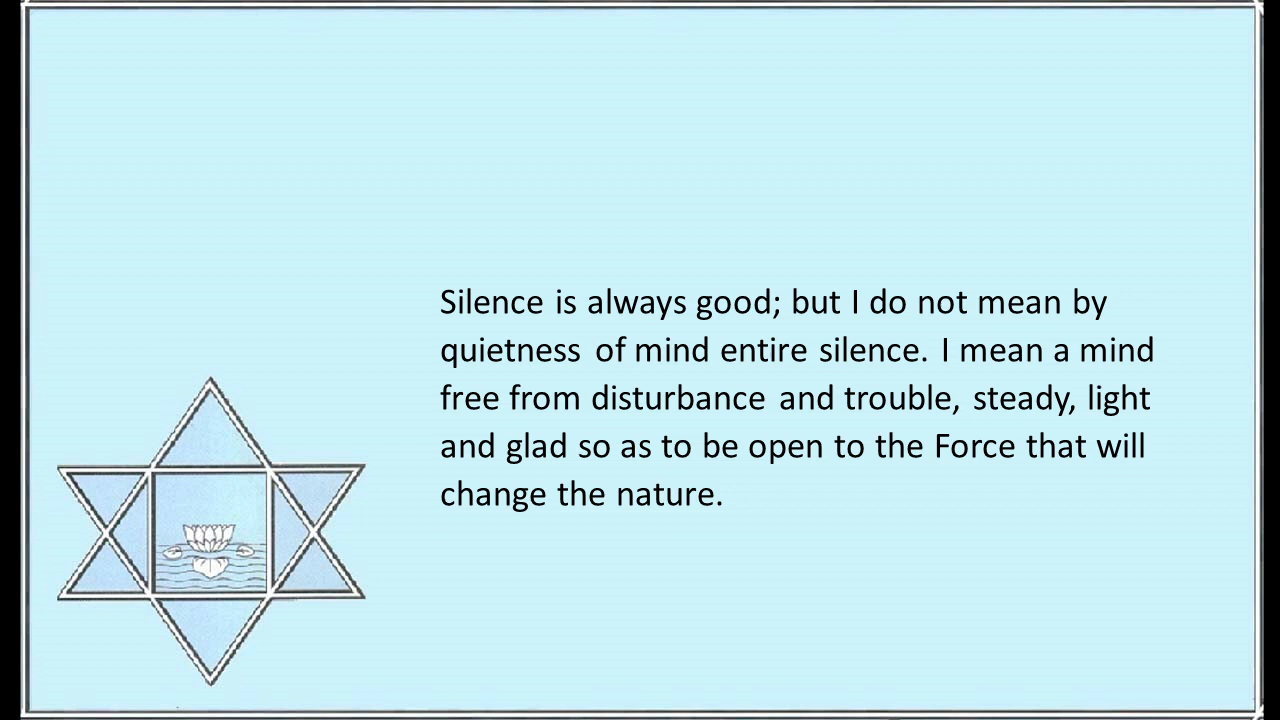 Silence is always good; but I do not mean by
quietness of mind entire silence. I mean a mind
free from disturbance and trouble, steady, light
and glad so as to be open to the Force that will
change the nature.